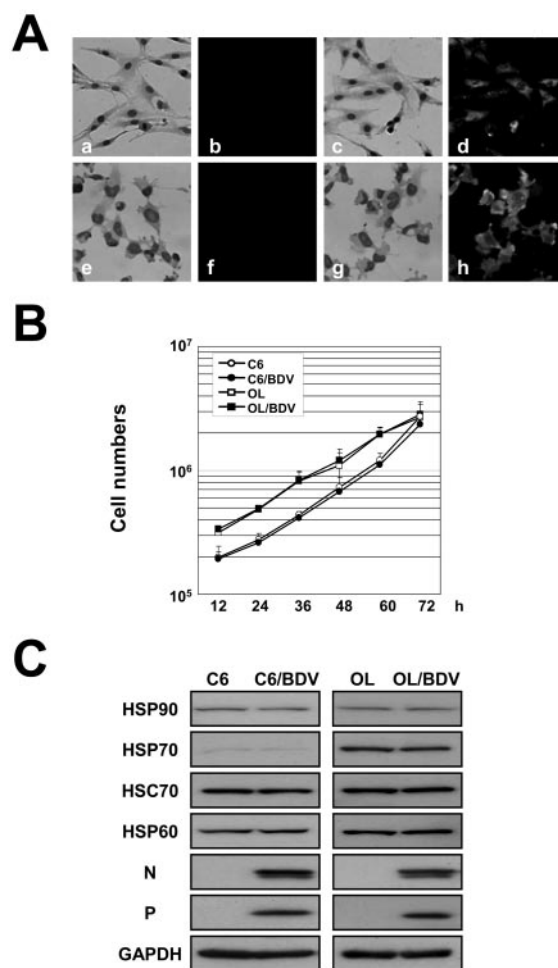 A
a b c d
e f g h
B
10⁷
C6
C6/BDV
OL
OL/BDV
Cell numbers
10⁶
10⁵
12 24 36 48 60 72 h
C
C6 C6/BDV OL OL/BDV
HSP90
HSP70
HSC70
HSP60
N
P
GAPDH